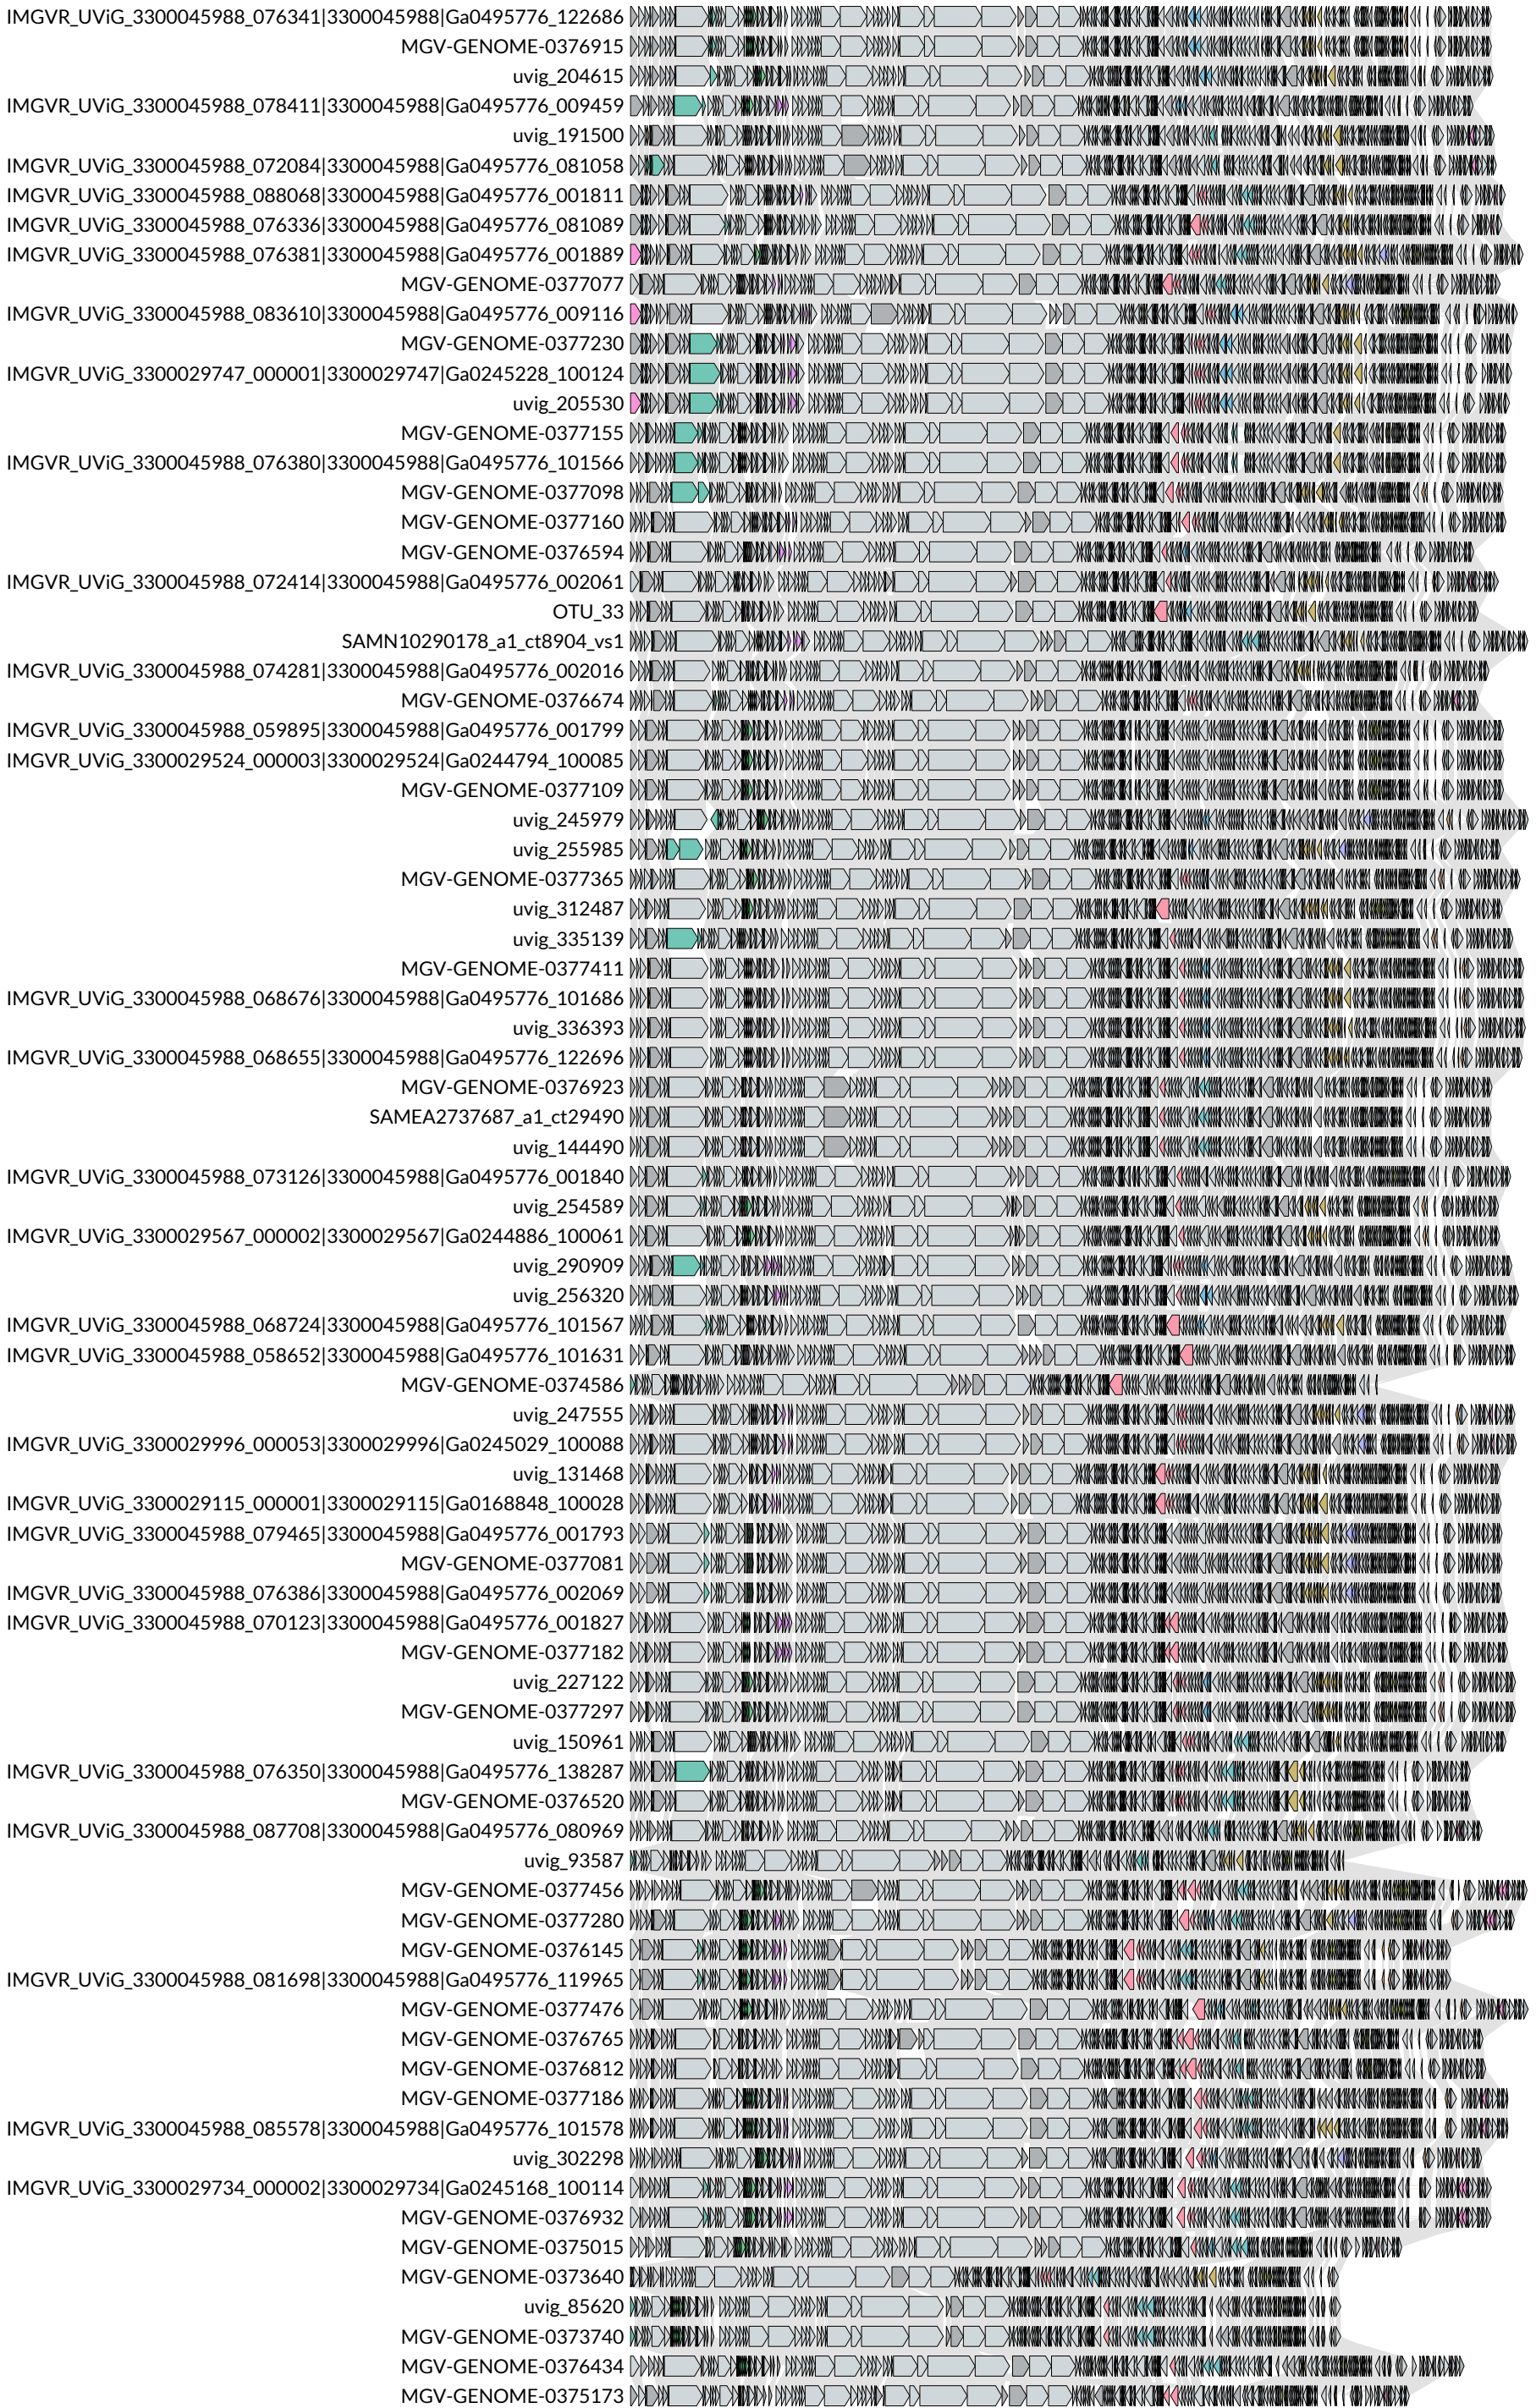 IMGVR_UViG_3300045988_076341|3300045988|Ga0495776_122686
MGV-GENOME-0376915
uvig_204615
IMGVR_UViG_3300045988_078411|3300045988|Ga0495776_009459
uvig_191500
IMGVR_UViG_3300045988_072084|3300045988|Ga0495776_081058
IMGVR_UViG_3300045988_088068|3300045988|Ga0495776_001811
IMGVR_UViG_3300045988_076336|3300045988|Ga0495776_081089
IMGVR_UViG_3300045988_076381|3300045988|Ga0495776_001889
MGV-GENOME-0377077
IMGVR_UViG_3300045988_083610|3300045988|Ga0495776_009116
MGV-GENOME-0377230
IMGVR_UViG_3300029747_000001|3300029747|Ga0245228_100124
uvig_205530
MGV-GENOME-0377155
IMGVR_UViG_3300045988_076380|3300045988|Ga0495776_101566
MGV-GENOME-0377098
MGV-GENOME-0377160
MGV-GENOME-0376594
IMGVR_UViG_3300045988_072414|3300045988|Ga0495776_002061
OTU_33
SAMN10290178_a1_ct8904_vs1
IMGVR_UViG_3300045988_074281|3300045988|Ga0495776_002016
MGV-GENOME-0376674
IMGVR_UViG_3300045988_059895|3300045988|Ga0495776_001799
IMGVR_UViG_3300029524_000003|3300029524|Ga0244794_100085
MGV-GENOME-0377109
uvig_245979
uvig_255985
MGV-GENOME-0377365
uvig_312487
uvig_335139
MGV-GENOME-0377411
IMGVR_UViG_3300045988_068676|3300045988|Ga0495776_101686
uvig_336393
IMGVR_UViG_3300045988_068655|3300045988|Ga0495776_122696
MGV-GENOME-0376923
SAMEA2737687_a1_ct29490
uvig_144490
IMGVR_UViG_3300045988_073126|3300045988|Ga0495776_001840
uvig_254589
IMGVR_UViG_3300029567_000002|3300029567|Ga0244886_100061
uvig_290909
uvig_256320
IMGVR_UViG_3300045988_068724|3300045988|Ga0495776_101567
IMGVR_UViG_3300045988_058652|3300045988|Ga0495776_101631
MGV-GENOME-0374586
uvig_247555
IMGVR_UViG_3300029996_000053|3300029996|Ga0245029_100088
uvig_131468
IMGVR_UViG_3300029115_000001|3300029115|Ga0168848_100028
IMGVR_UViG_3300045988_079465|3300045988|Ga0495776_001793
MGV-GENOME-0377081
IMGVR_UViG_3300045988_076386|3300045988|Ga0495776_002069
IMGVR_UViG_3300045988_070123|3300045988|Ga0495776_001827
MGV-GENOME-0377182
uvig_227122
MGV-GENOME-0377297
uvig_150961
IMGVR_UViG_3300045988_076350|3300045988|Ga0495776_138287
MGV-GENOME-0376520
IMGVR_UViG_3300045988_087708|3300045988|Ga0495776_080969
uvig_93587
MGV-GENOME-0377456
MGV-GENOME-0377280
MGV-GENOME-0376145
IMGVR_UViG_3300045988_081698|3300045988|Ga0495776_119965
MGV-GENOME-0377476
MGV-GENOME-0376765
MGV-GENOME-0376812
MGV-GENOME-0377186
IMGVR_UViG_3300045988_085578|3300045988|Ga0495776_101578
uvig_302298
IMGVR_UViG_3300029734_000002|3300029734|Ga0245168_100114
MGV-GENOME-0376932
MGV-GENOME-0375015
MGV-GENOME-0373640
uvig_85620
MGV-GENOME-0373740
MGV-GENOME-0376434
MGV-GENOME-0375173